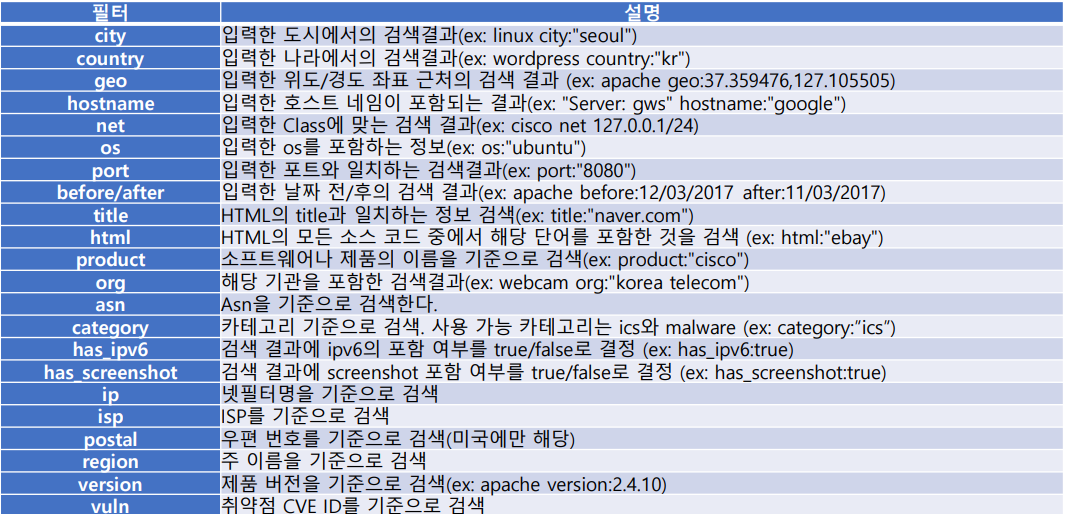 필터 설명
city 입력한 도시에서의 검색결과(ex: linux city:"seoul")
country 입력한 나라에서의 검색결과(ex: wordpress country:"kr")
geo 입력한 위도/경도 좌표 근처의 검색 결과 (ex: apache geo:37.359476,127.105505)
hostname 입력한 호스트 네임이 포함되는 결과(ex: "Server: gws" hostname:"google")
net 입력한 Class에 맞는 검색 결과(ex: cisco net 127.0.0.1/24)
os 입력한 os를 포함하는 정보(ex: os:"ubuntu")
port 입력한 포트와 일치하는 검색결과(ex: port:"8080")
before/after 입력한 날짜 전/후의 검색 결과(ex: apache before:12/03/2017 after:11/03/2017)
title HTML의 title과 일치하는 정보 검색(ex: title:"naver.com")
html HTML의 모든 소스 코드 중에서 해당 단어를 포함한 것을 검색 (ex: html:"ebay")
product 소프트웨어나 제품의 이름을 기준으로 검색(ex: product:"cisco")
org 해당 기관을 포함한 검색결과(ex: webcam org:"korea telecom")
asn Asn을 기준으로 검색한다.
category 카테고리 기준으로 검색. 사용 가능 카테고리는 ics와 malware (ex: category:"ics")
has_ipv6 검색 결과에 ipv6의 포함 여부를 true/false로 결정 (ex: has_ipv6:true)
has_screenshot 검색 결과에 screenshot 포함 여부를 true/false로 결정 (ex: has_screenshot:true)
ip 넷필터명을 기준으로 검색
isp ISP를 기준으로 검색
postal 우편 번호를 기준으로 검색(미국에만 해당)
region 주 이름을 기준으로 검색
version 제품 버전을 기준으로 검색(ex: apache version:2.4.10)
vuln 취약점 CVE ID를 기준으로 검색